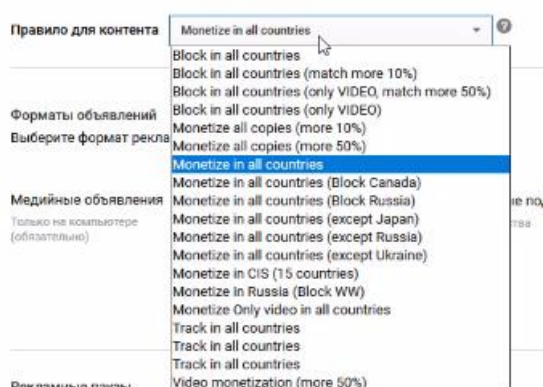 Правило для контента Monetize in all countries
Block in all countries
Block in all countries (match more 10%)
Block in all countries (only VIDEO, match more 50%)
Форматы объявлений Block in all countries (only VIDEO)
Monetize all copies (more 10%)
Выберите формат рекла Monetize all copies (more 50%)
Monetize in all countries
Monetize in all countries (Block Canada)
Медийные объявления Monetize in all countries (Block Russia)
Только на компьютере Monetize in all countries (except Japan)
(обязательно) Monetize in all countries (except Russia)
Monetize in all countries (except Ukraine)
Monetize in CIS (15 countries)
Monetize in Russia (Block WW)
Monetize Only video in all countries
Track in all countries
Track in all countries
Track in all countries
Рекламные паузы Video monetization (more 50%)